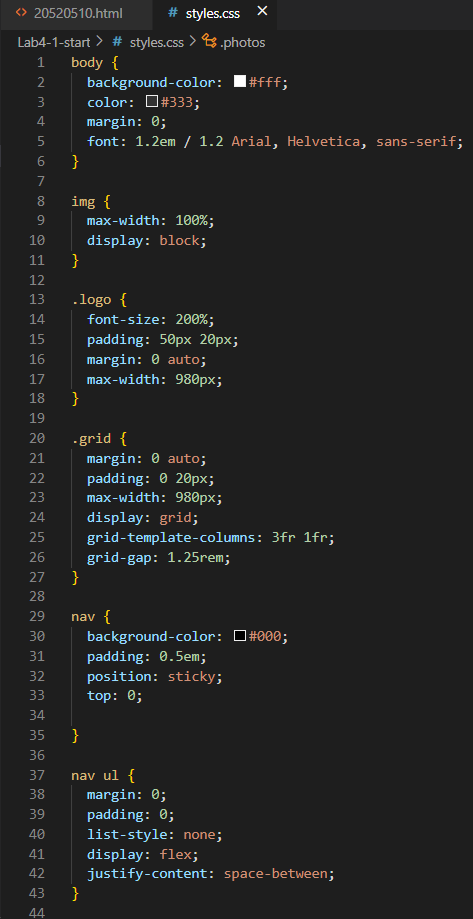 20520510.html # styles.css ×
Lab4-1-start > # styles.css > .photos
1 body {
2 background-color: #fff;
3 color: #333;
4 margin: 0;
5 font: 1.2em / 1.2 Arial, Helvetica, sans-serif;
6 }
7
8 img {
9 max-width: 100%;
10 display: block;
11 }
12
13 .logo {
14 font-size: 200%;
15 padding: 50px 20px;
16 margin: 0 auto;
17 max-width: 980px;
18 }
19
20 .grid {
21 margin: 0 auto;
22 padding: 0 20px;
23 max-width: 980px;
24 display: grid;
25 grid-template-columns: 3fr 1fr;
26 grid-gap: 1.25rem;
27 }
28
29 nav {
30 background-color: #000;
31 padding: 0.5em;
32 position: sticky;
33 top: 0;
34
35 }
36
37 nav ul {
38 margin: 0;
39 padding: 0;
40 list-style: none;
41 display: flex;
42 justify-content: space-between;
43 }
44